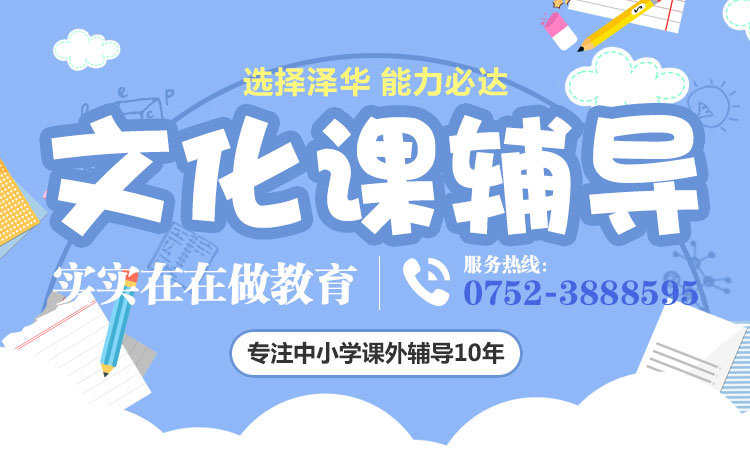 选择泽华 能力必达
文化课辅导
实实在在做教育
服务热线:
0752-3888595
专注中小学课外辅导10年